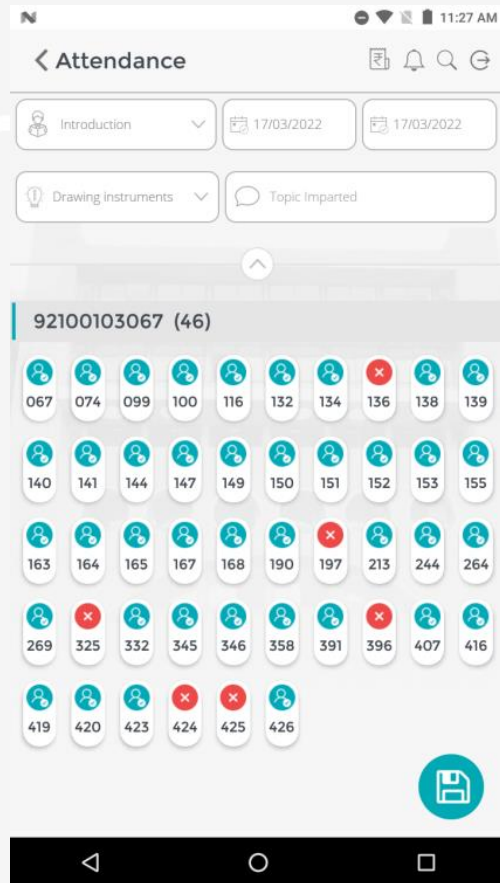 11:27 AM
Attendance
Introduction 17/03/2022 17/03/2022
Drawing instruments Topic Imparted
92100103067 (46)
067 074 099 100 116 132 134 136 138 139
140 141 144 147 149 150 151 152 153 155
163 164 165 167 168 190 197 213 244 264
269 325 332 345 346 358 391 396 407 416
419 420 423 424 425 426